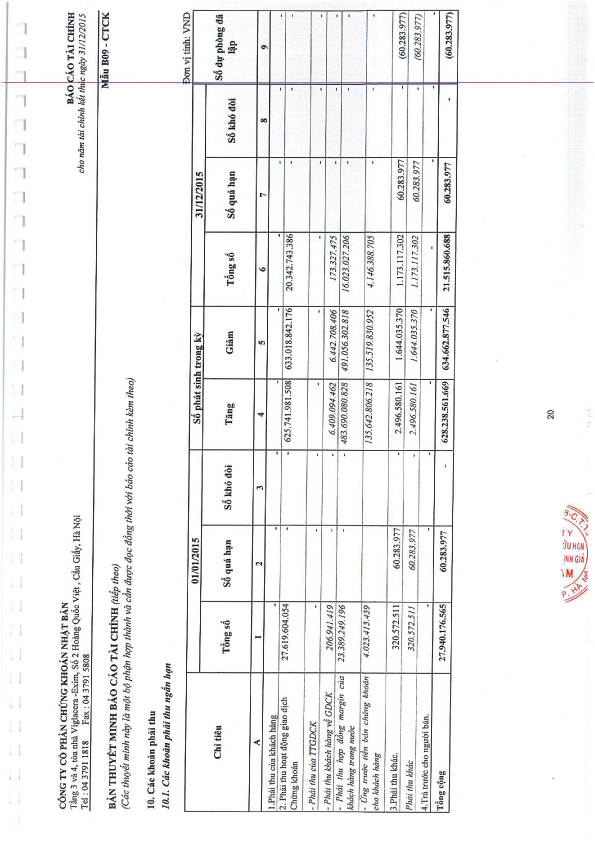 CÔNG TY CỔ PHẦN CHỨNG KHOÁN NHẬT BẢN
Tầng 3 và 4, tòa nhà Viglacera -Exim, Số 2 Hoàng Quốc Việt , Cầu Giấy, Hà Nội
Tel : 04 3791 1818 Fax : 04 3791 5808
BÁO CÁO TÀI CHÍNH
cho năm tài chính kết thúc ngày 31/12/2015
Mẫu B09 - CTCK
BẢN THUYẾT MINH BÁO CÁO TÀI CHÍNH (tiếp theo)
(Các thuyết minh này là một bộ phận hợp thành và cần được đọc đồng thời với báo cáo tài chính kèm theo)
10. Các khoản phải thu
10.1. Các khoản phải thu ngắn hạn
Đơn vị tính: VND
Chỉ tiêu 01/01/2015 Số phát sinh trong kỳ 31/12/2015 Số dự phòng đã lập
Tổng số Số quá hạn Số khó đòi Tăng Giảm Tổng số Số quá hạn Số khó đòi
A 1 2 3 4 5 6 7 8 9
1.Phải thu của khách hàng - - - - - - - - -
2. Phải thu hoạt động giao dịch
Chứng khoán 27.619.604.054 - - 625.741.981.508 633.018.842.176 20.342.743.386 - - -
- Phải thu của TTGDCK - - - - - -
- Phải thu khách hàng về GDCK 206.941.419 - - 6.409.094.462 6.442.708.406 173.327.475 - - -
- Phải thu hợp đồng margin của
khách hàng trong nước 23.389.249.196 - - 483.690.080.828 491.056.302.818 16.023.027.206 - - -
- Ứng trước tiền bán chứng khoán
cho khách hàng 4.023.413.439 - - 135.642.806.218 135.519.830.952 4.146.388.705 - - -
3.Phải thu khác. 320.572.511 60.283.977 - 2.496.580.161 1.644.035.370 1.173.117.302 60.283.977 - (60.283.977)
Phải thu khác 320.572.511 60.283.977 - 2.496.580.161 1.644.035.370 1.173.117.302 60.283.977 - (60.283.977)
4.Trả trước cho người bán. - - - - - - - -
Tổng cộng 27.940.176.565 60.283.977 - 628.238.561.669 634.662.877.546 21.515.860.688 60.283.977 - (60.283.977)
20